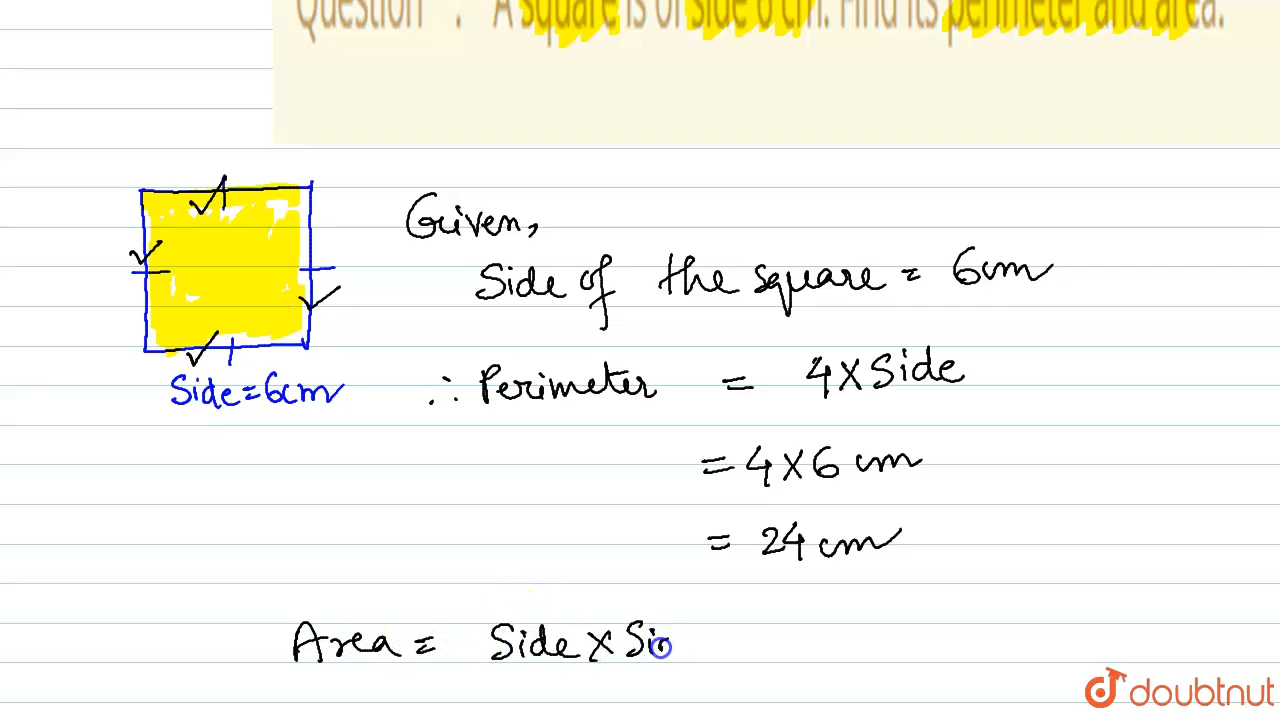 Question : A square is of side 6 cm. Find its perimeter and area.
Given,
Side of the square = 6cm
Side=6cm
∴ Perimeter = 4×Side
= 4×6 cm
= 24 cm
Area = Side × Si
doubtnut